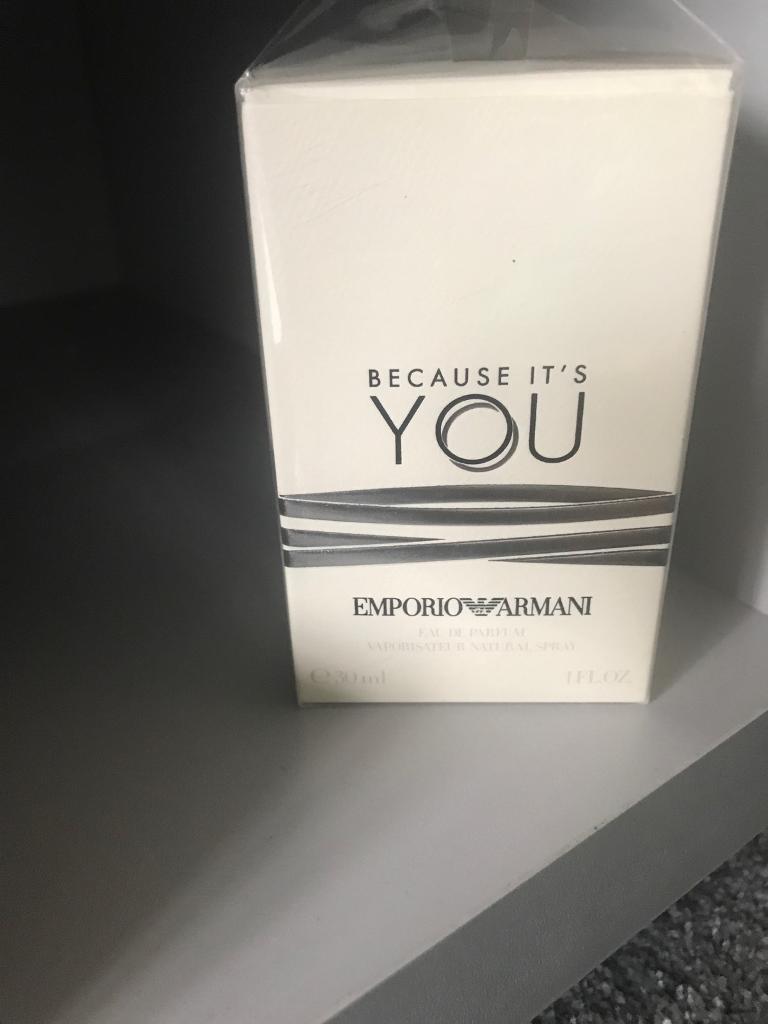 BECAUSE IT'S
YOU
EMPORIO ARMANI
EAU DE PARFUM
VAPORISATEUR NATURAL SPRAY
℮ 30 ml 1 FL.OZ